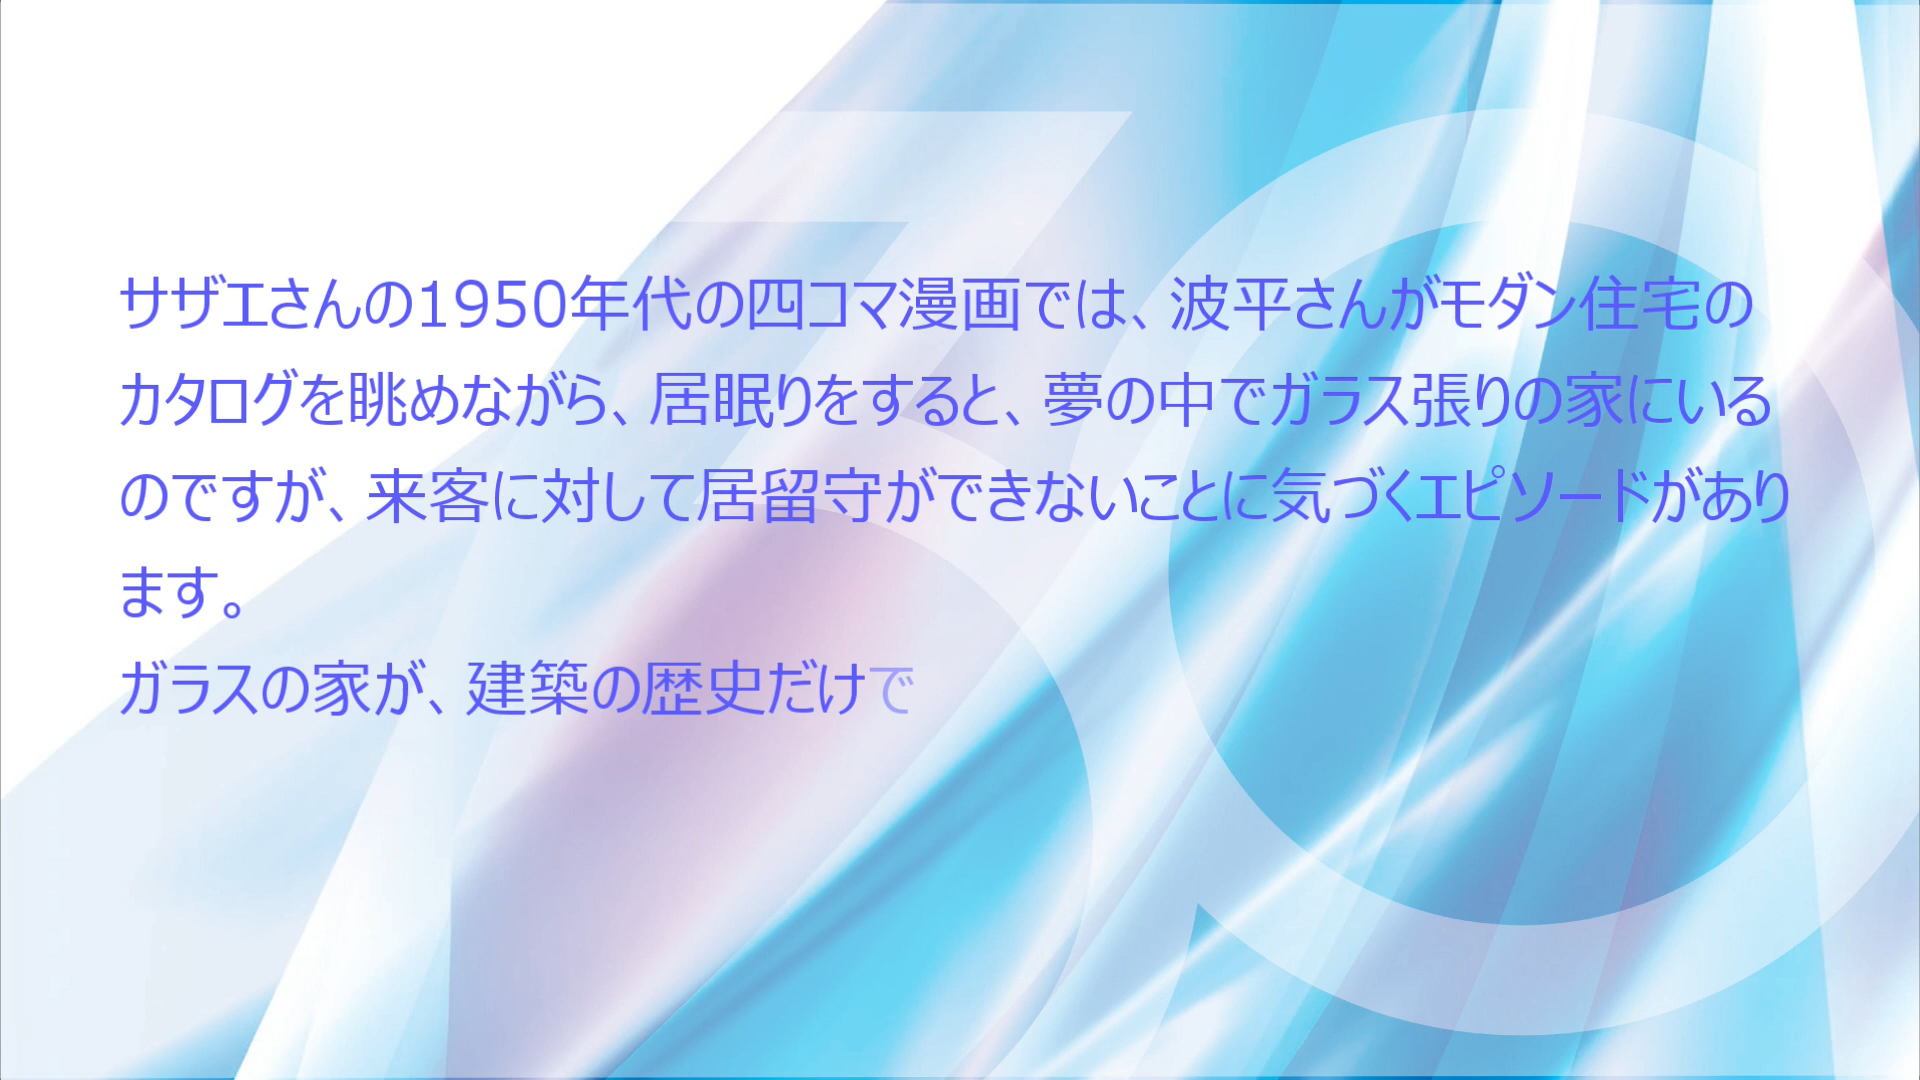 サザエさんの1950年代の四コマ漫画では、波平さんがモダン住宅の
カタログを眺めながら、居眠りをすると、夢の中でガラス張りの家にいる
のですが、来客に対して居留守ができないことに気づくエピソードがあり
ます。
ガラスの家が、建築の歴史だけで